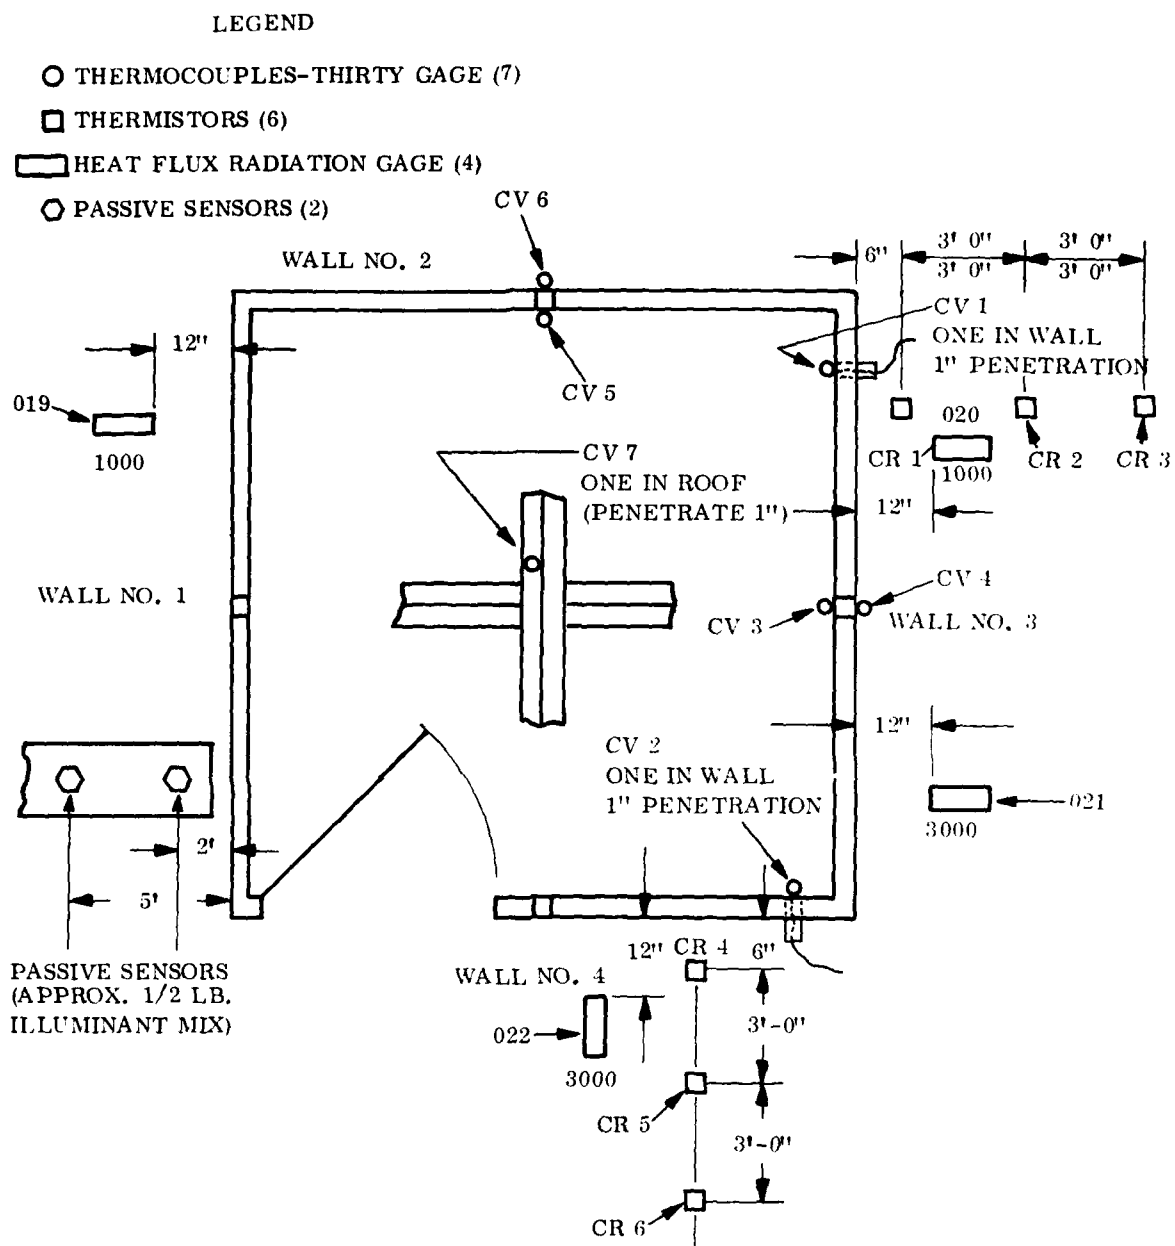 LEGEND
THERMOCOUPLES-THIRTY GAGE (7)
THERMISTORS (6)
HEAT FLUX RADIATION GAGE (4)
PASSIVE SENSORS (2)
CV 6
WALL NO. 2
6"
3' 0"
3' 0"
3' 0"
3' 0"
CV 1
ONE IN WALL
1" PENETRATION
12"
CV 5
019
1000
020
CR 1
1000
CR 2
CR 3
CV 7
ONE IN ROOF
(PENETRATE 1")
12"
WALL NO. 1
CV 4
CV 3
WALL NO. 3
12"
CV 2
ONE IN WALL
1" PENETRATION
021
3000
2'
5'
PASSIVE SENSORS
(APPROX. 1/2 LB.
ILLUMINANT MIX)
12"
CR 4
6"
WALL NO. 4
022
3000
3'-0"
CR 5
3'-0"
CR 6